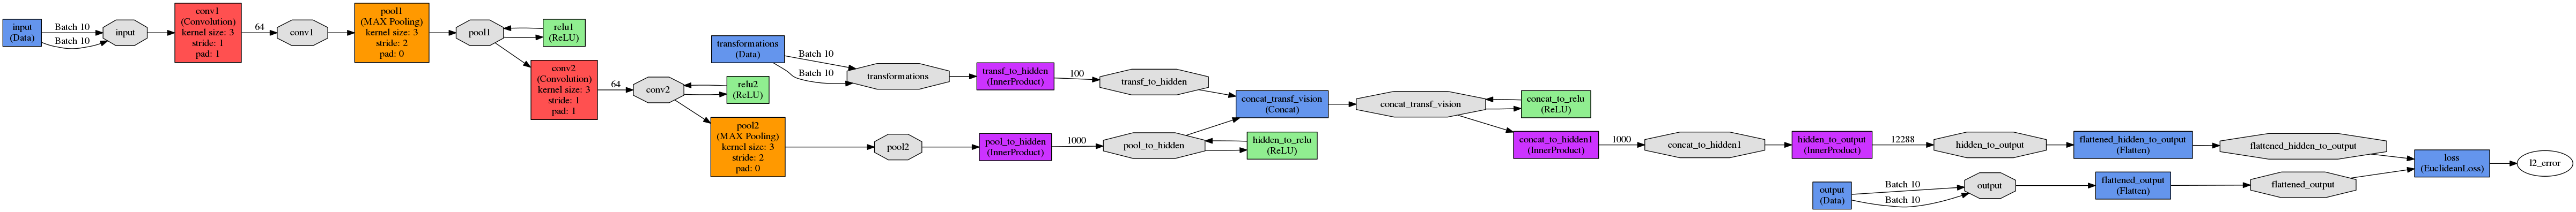 input
(Data)
Batch 10
Batch 10
input
conv1
(Convolution)
kernel size: 3
stride: 1
pad: 1
64
conv1
pool1
(MAX Pooling)
kernel size: 3
stride: 2
pad: 0
pool1
relu1
(ReLU)
conv2
(Convolution)
kernel size: 3
stride: 1
pad: 1
64
conv2
relu2
(ReLU)
pool2
(MAX Pooling)
kernel size: 3
stride: 2
pad: 0
pool2
transformations
(Data)
Batch 10
Batch 10
transformations
transf_to_hidden
(InnerProduct)
100
transf_to_hidden
pool_to_hidden
(InnerProduct)
1000
pool_to_hidden
hidden_to_relu
(ReLU)
concat_transf_vision
(Concat)
concat_transf_vision
concat_to_relu
(ReLU)
concat_to_hidden1
(InnerProduct)
1000
concat_to_hidden1
hidden_to_output
(InnerProduct)
12288
hidden_to_output
flattened_hidden_to_output
(Flatten)
flattened_hidden_to_output
output
(Data)
Batch 10
Batch 10
output
flattened_output
(Flatten)
flattened_output
loss
(EuclideanLoss)
l2_error